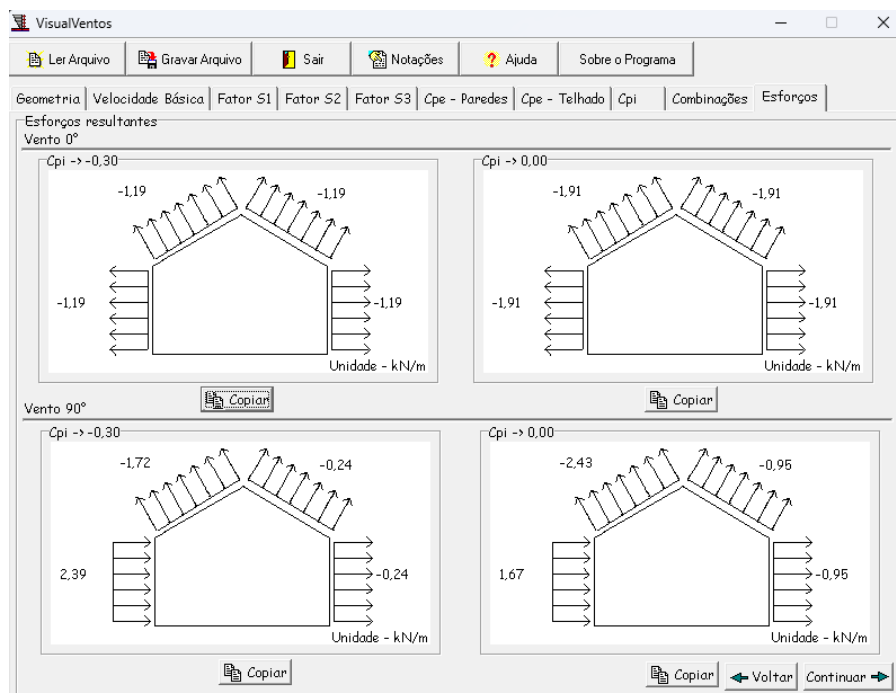 VisualVentos
Ler Arquivo Gravar Arquivo Sair Notações ? Ajuda Sobre o Programa
Geometria Velocidade Básica Fator S1 Fator S2 Fator S3 Cpe - Paredes Cpe - Telhado Cpi Combinações Esforços
Esforços resultantes
Vento 0°
Cpi -> -0,30
-1,19 -1,19
-1,19 -1,19
Unidade - kN/m
Copiar
Cpi -> 0,00
-1,91 -1,91
-1,91 -1,91
Unidade - kN/m
Copiar
Vento 90°
Cpi -> -0,30
-1,72 -0,24
2,39 -0,24
Unidade - kN/m
Copiar
Cpi -> 0,00
-2,43 -0,95
1,67 -0,95
Unidade - kN/m
Copiar
Voltar Continuar